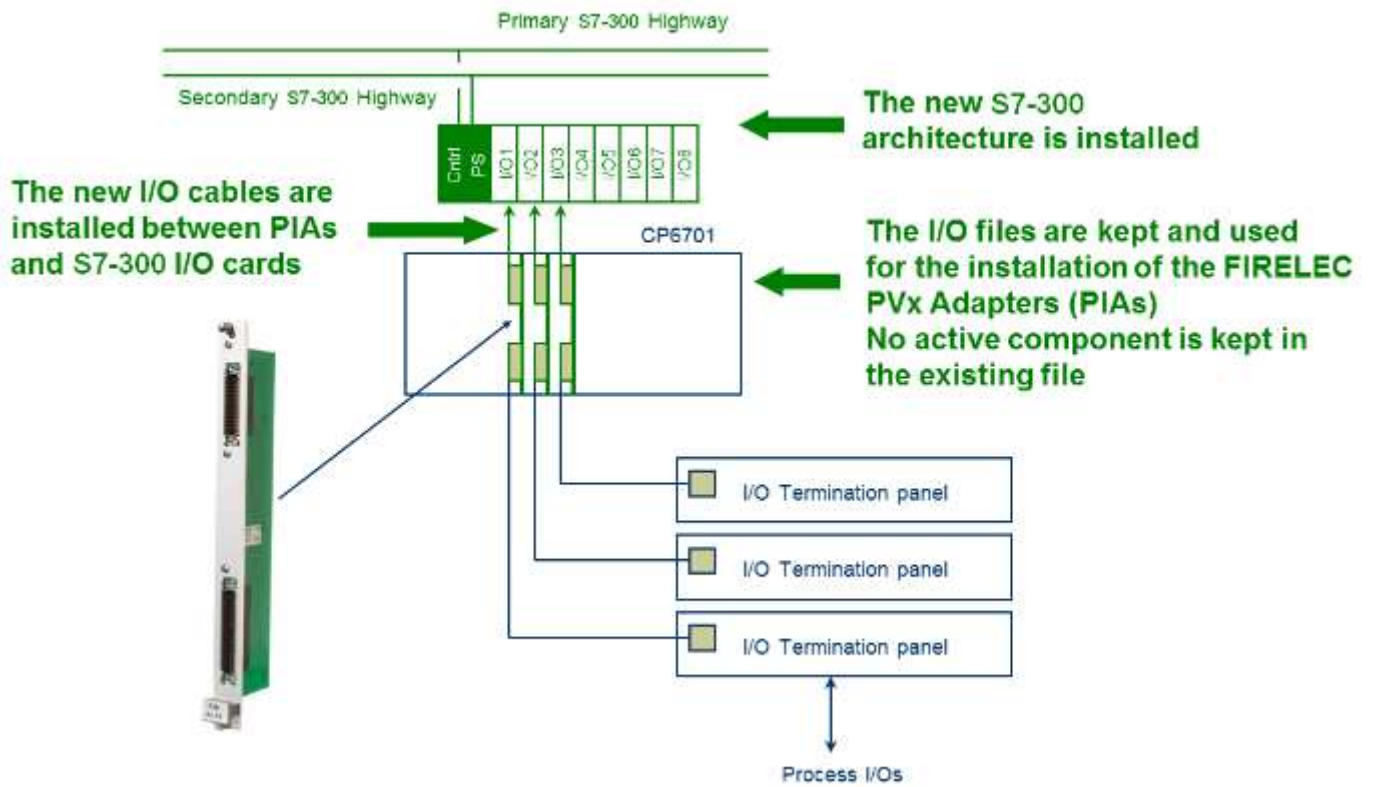 Primary S7-300 Highway
Secondary S7-300 Highway
The new S7-300
architecture is installed
Cntrl
PS
I/O1
I/O2
I/O3
I/O4
I/O5
I/O6
I/O7
I/O8
The new I/O cables are
installed between PIAs
and S7-300 I/O cards
CP6701
The I/O files are kept and used
for the installation of the FIRELEC
PVx Adapters (PIAs)
No active component is kept in
the existing file
I/O Termination panel
I/O Termination panel
I/O Termination panel
Process I/Os